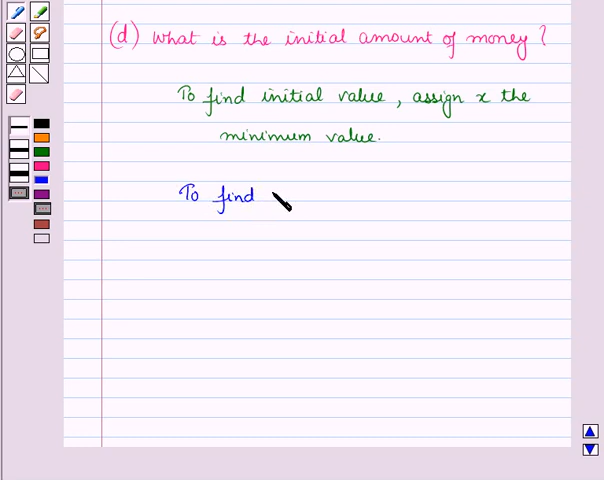 (d) What is the initial amount of money?
To find initial value, assign x the
minimum value.
To find